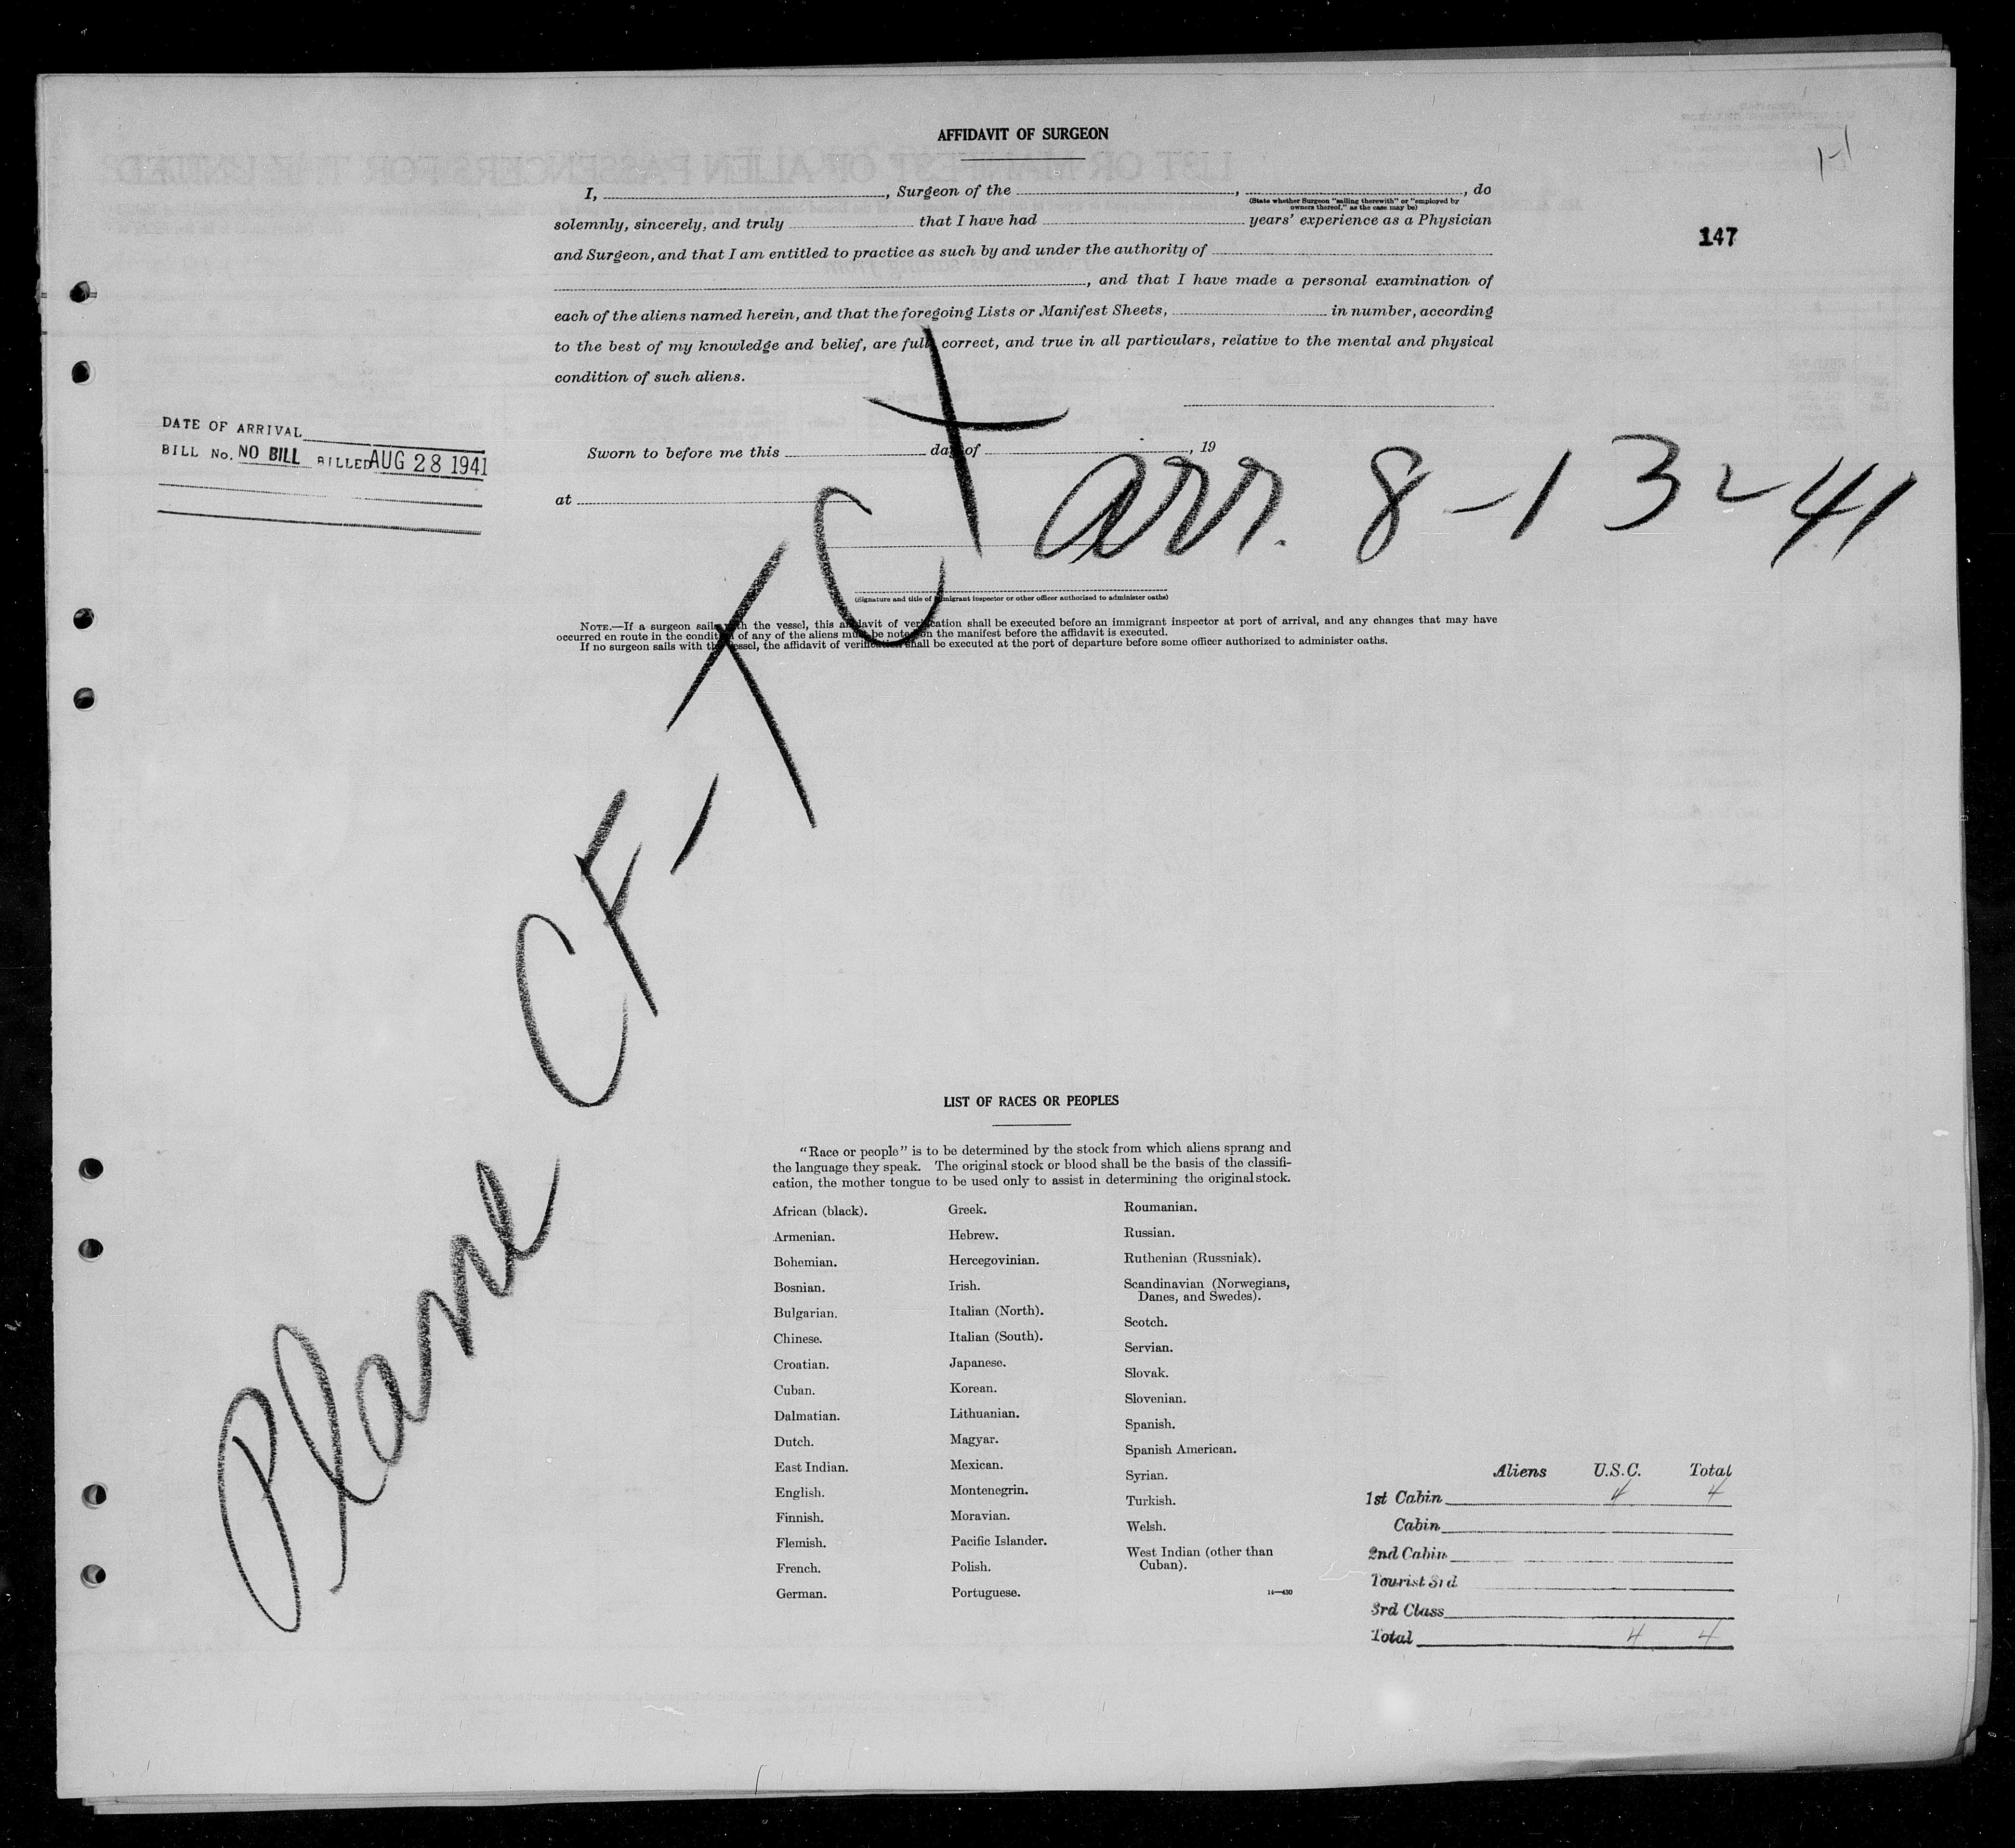 AFFIDAVIT OF SURGEON
1-1
I, , Surgeon of the , , do
(State whether Surgeon "sailing therewith" or "employed by
owners thereof," as the case may be)
solemnly, sincerely, and truly that I have had years' experience as a Physician
147
and Surgeon, and that I am entitled to practice as such by and under the authority of
, and that I have made a personal examination of
each of the aliens named herein, and that the foregoing Lists or Manifest Sheets, in number, according
to the best of my knowledge and belief, are full, correct, and true in all particulars, relative to the mental and physical
condition of such aliens.
DATE OF ARRIVAL
BILL No. NO BILL BILLED AUG 28 1941
Sworn to before me this day of , 19
at
arr. 8-13-41
(Signature and title of immigrant inspector or other officer authorized to administer oaths)
NOTE.—If a surgeon sails with the vessel, this affidavit of verification shall be executed before an immigrant inspector at port of arrival, and any changes that may have
occurred en route in the condition of any of the aliens must be noted on the manifest before the affidavit is executed.
If no surgeon sails with the vessel, the affidavit of verification shall be executed at the port of departure before some officer authorized to administer oaths.
Plane CF-TCT
LIST OF RACES OR PEOPLES
"Race or people" is to be determined by the stock from which aliens sprang and
the language they speak. The original stock or blood shall be the basis of the classifi-
cation, the mother tongue to be used only to assist in determining the original stock.
African (black).
Armenian.
Bohemian.
Bosnian.
Bulgarian.
Chinese.
Croatian.
Cuban.
Dalmatian.
Dutch.
East Indian.
English.
Finnish.
Flemish.
French.
German.
Greek.
Hebrew.
Hercegovinian.
Irish.
Italian (North).
Italian (South).
Japanese.
Korean.
Lithuanian.
Magyar.
Mexican.
Montenegrin.
Moravian.
Pacific Islander.
Polish.
Portuguese.
Roumanian.
Russian.
Ruthenian (Russniak).
Scandinavian (Norwegians,
Danes, and Swedes).
Scotch.
Servian.
Slovak.
Slovenian.
Spanish.
Spanish American.
Syrian.
Turkish.
Welsh.
West Indian (other than
Cuban).
14—430
Aliens U.S.C. Total
1st Cabin 4 4
Cabin
2nd Cabin
Tourist 3rd
3rd Class
Total 4 4